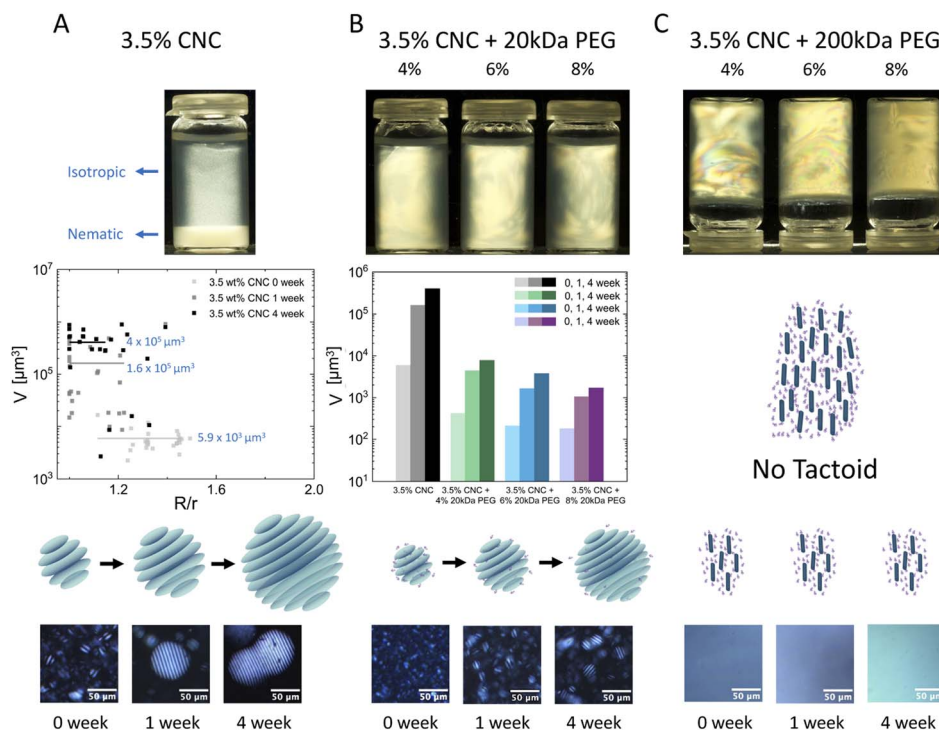 A
3.5% CNC
Isotropic
Nematic
V [µm³]
10⁷
10⁵
10³
3.5 wt% CNC 0 week
3.5 wt% CNC 1 week
3.5 wt% CNC 4 week
4 x 10⁵ µm³
1.6 x 10⁵ µm³
5.9 x 10³ µm³
1.2 1.6 2.0
R/r
50 µm 50 µm 50 µm
0 week 1 week 4 week
B
3.5% CNC + 20kDa PEG
4% 6% 8%
V [µm³]
10⁶
10⁵
10⁴
10³
10²
10¹
0, 1, 4 week
0, 1, 4 week
0, 1, 4 week
0, 1, 4 week
3.5% CNC
3.5% CNC +
4% 20kDa PEG
3.5% CNC +
6% 20kDa PEG
3.5% CNC +
8% 20kDa PEG
50 µm 50 µm 50 µm
0 week 1 week 4 week
C
3.5% CNC + 200kDa PEG
4% 6% 8%
No Tactoid
50 µm 50 µm 50 µm
0 week 1 week 4 week